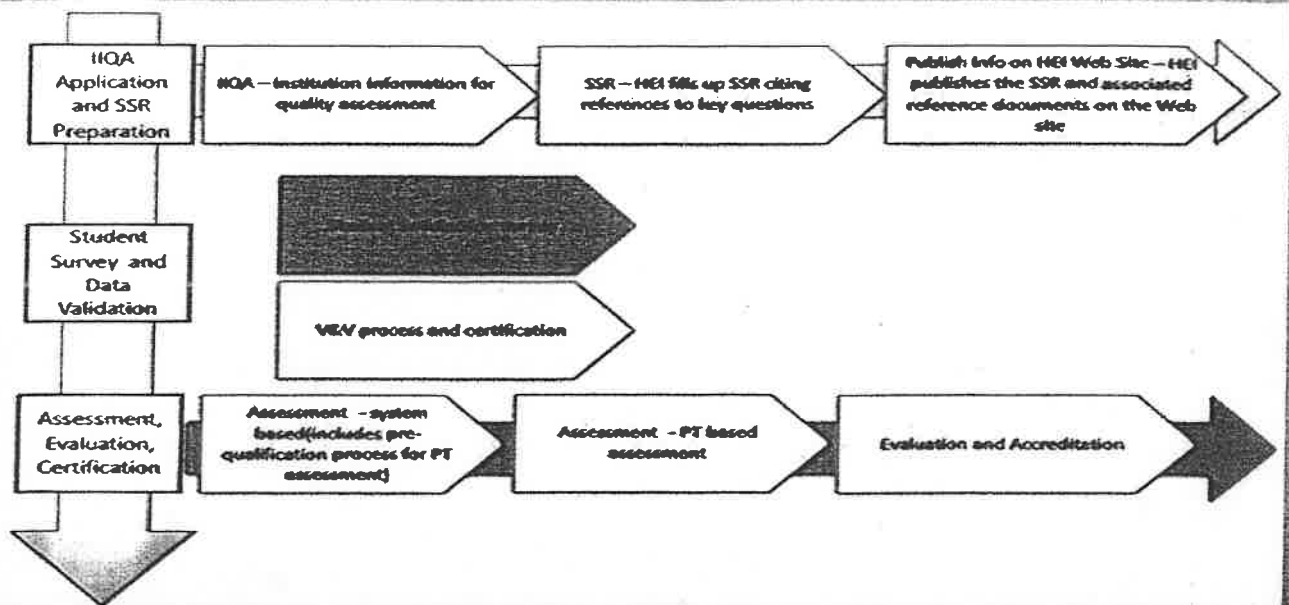 IIQA
Application
and SSR
Preparation
IIQA – Institution Information for
quality assessment
SSR – HEI fills up SSR citing
references to key questions
Publish Info on HEI Web Site – HEI
publishes the SSR and associated
reference documents on the Web
site
Student
Survey and
Data
Validation
V&V process and certification
Assessment,
Evaluation,
Certification
Assessment - system
based(includes pre-
qualification process for PT
assessment)
Assessment - PT based
assessment
Evaluation and Accreditation